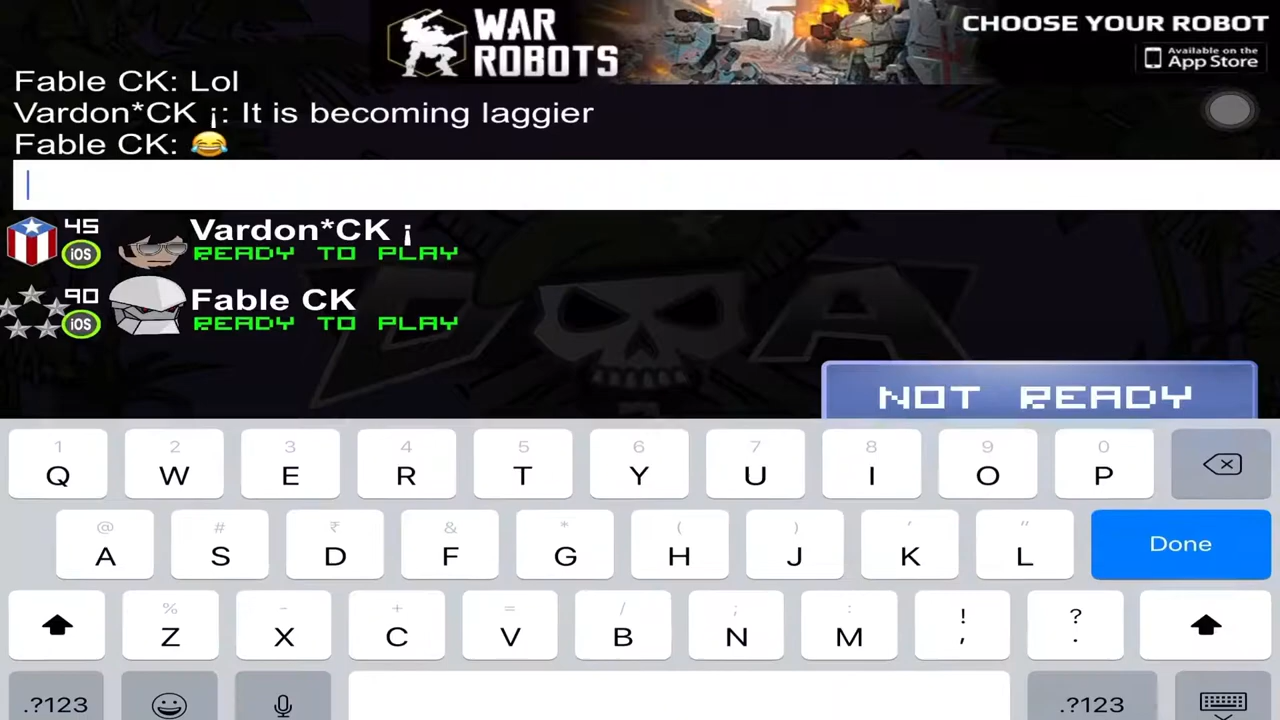 WAR
ROBOTS
CHOOSE YOUR ROBOT
Available on the
App Store
Fable CK: Lol
Vardon*CK ¡: It is becoming laggier
Fable CK: 😂
45
iOS
Vardon*CK ¡
READY TO PLAY
90
iOS
Fable CK
READY TO PLAY
D A
NOT READY
1 2 3 4 5 6 7 8 9 0
Q W E R T Y U I O P
@ # ₹ & * ( ) ' "
A S D F G H J K L Done
% - + = / ; : ! ?
Z X C V B N M , .
.?123 .?123